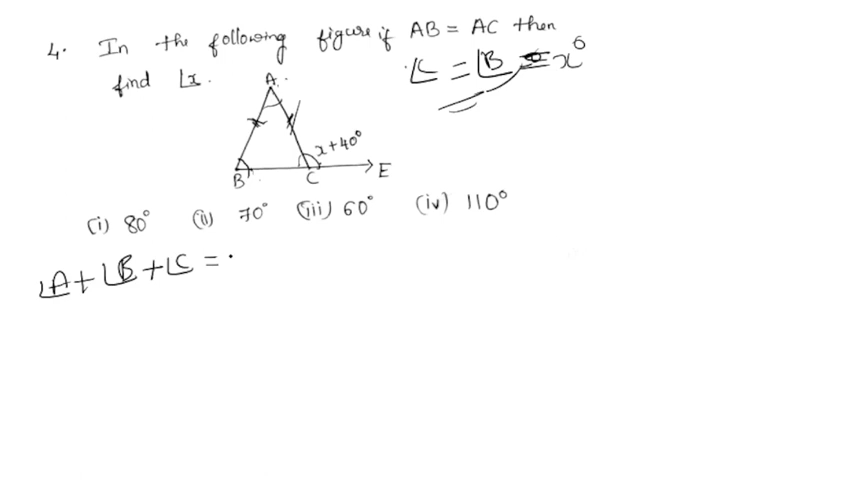 4. In the following figure if AB = AC then
find ∠x.
∠C = ∠B = x°
A
x+40°
B C E
(i) 80° (ii) 70° (iii) 60° (iv) 110°
∠A + ∠B + ∠C = .